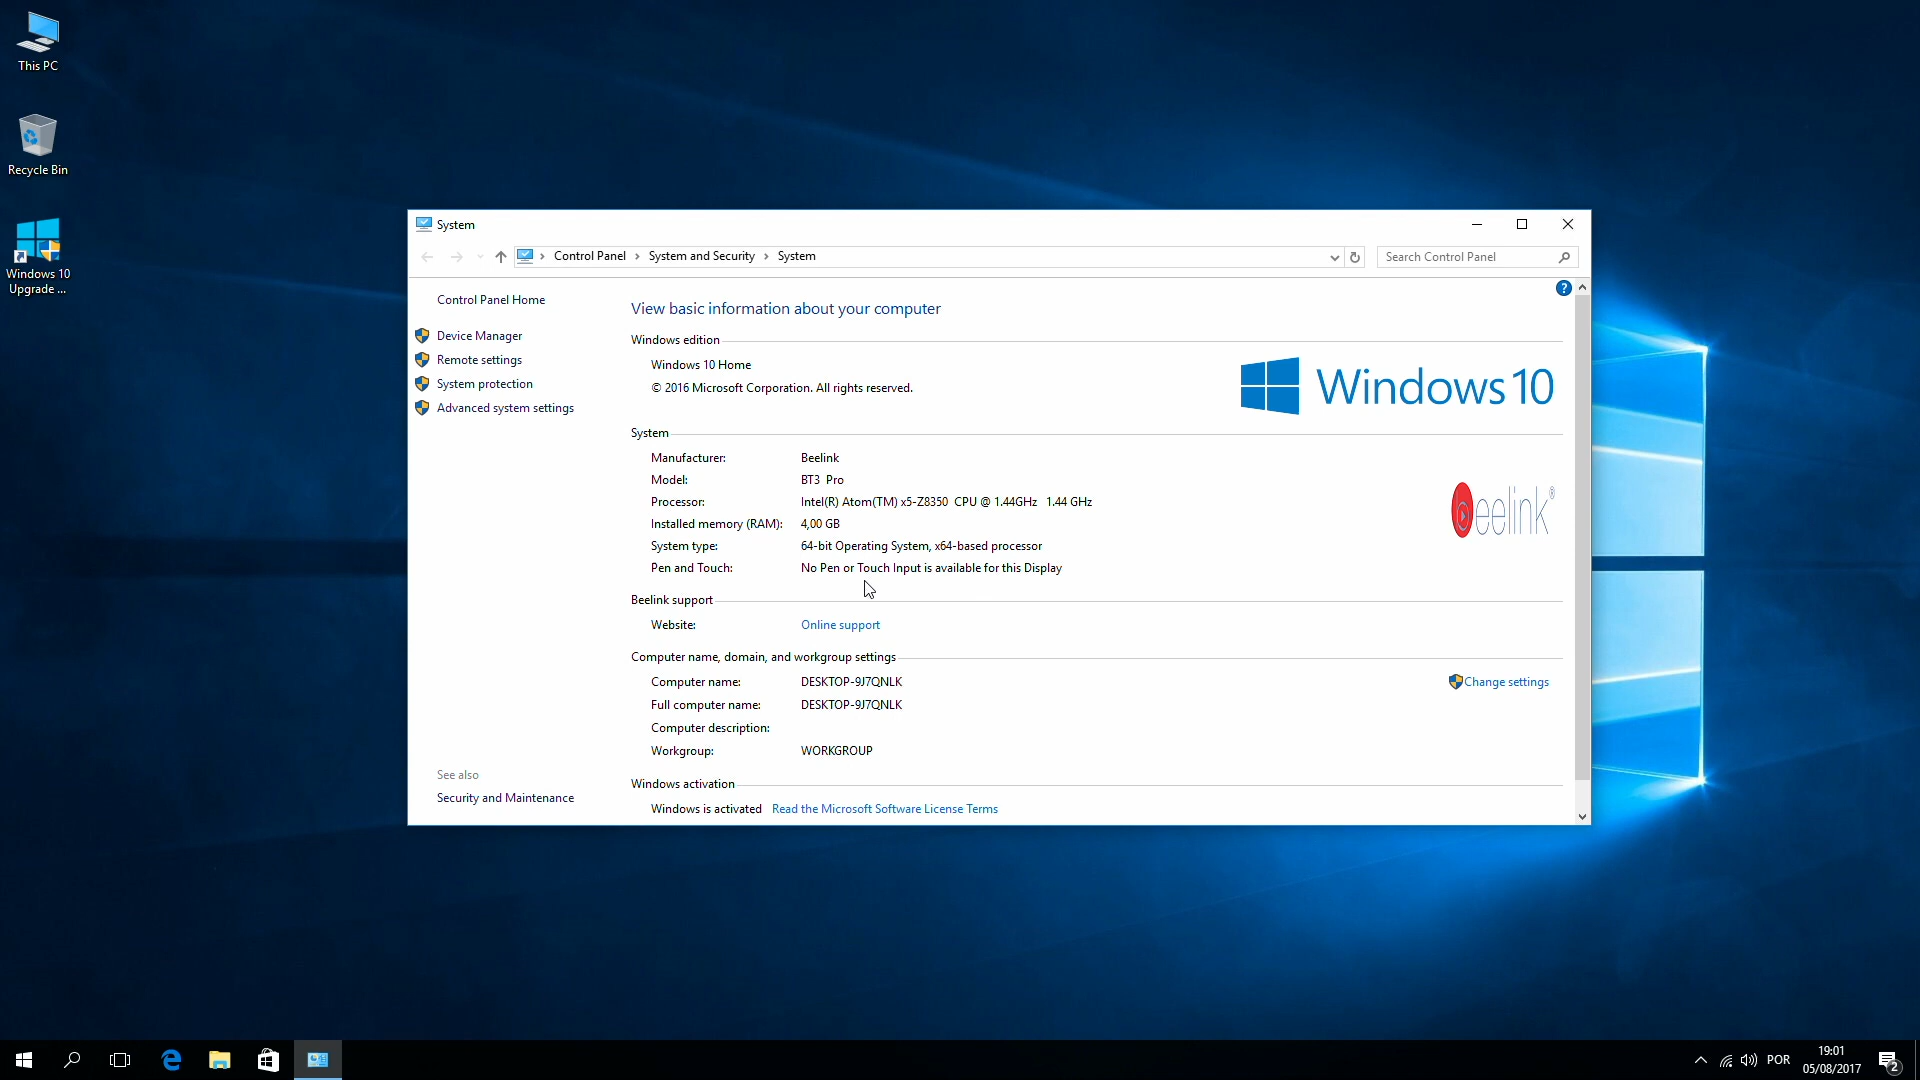 This PC
Recycle Bin
Windows 10
Upgrade ...
System
Control Panel > System and Security > System
Search Control Panel
Control Panel Home
Device Manager
Remote settings
System protection
Advanced system settings
See also
Security and Maintenance
?
View basic information about your computer
Windows edition
Windows 10 Home
© 2016 Microsoft Corporation. All rights reserved.
Windows 10
System
Manufacturer: Beelink
Model: BT3 Pro
Processor: Intel(R) Atom(TM) x5-Z8350 CPU @ 1.44GHz 1.44 GHz
Installed memory (RAM): 4,00 GB
System type: 64-bit Operating System, x64-based processor
Pen and Touch: No Pen or Touch Input is available for this Display
beelink®
Beelink support
Website: Online support
Computer name, domain, and workgroup settings
Computer name: DESKTOP-9J7QNLK Change settings
Full computer name: DESKTOP-9J7QNLK
Computer description:
Workgroup: WORKGROUP
Windows activation
Windows is activated Read the Microsoft Software License Terms
POR
19:01
05/08/2017
2